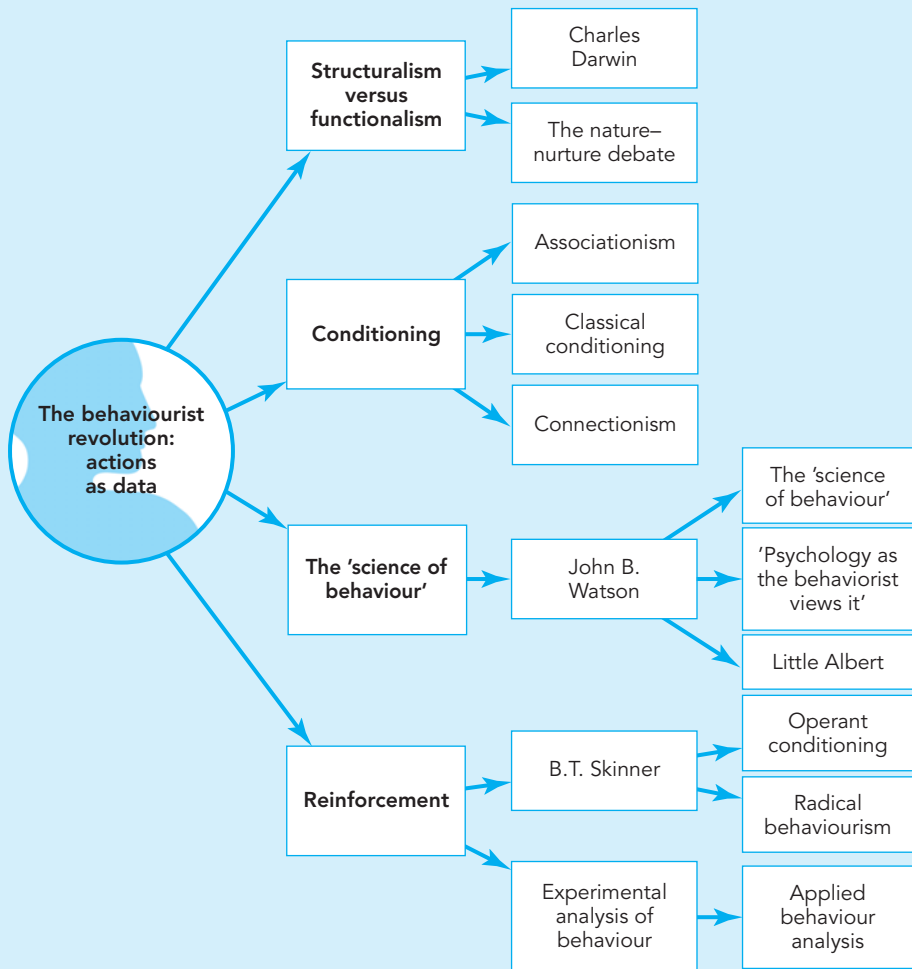 The behaviourist
revolution:
actions
as data
Structuralism
versus
functionalism
Charles
Darwin
The nature–
nurture debate
Conditioning
Associationism
Classical
conditioning
Connectionism
The 'science of
behaviour'
John B.
Watson
The 'science
of behaviour'
'Psychology as
the behaviorist
views it'
Little Albert
Reinforcement
B.T. Skinner
Operant
conditioning
Radical
behaviourism
Experimental
analysis of
behaviour
Applied
behaviour
analysis